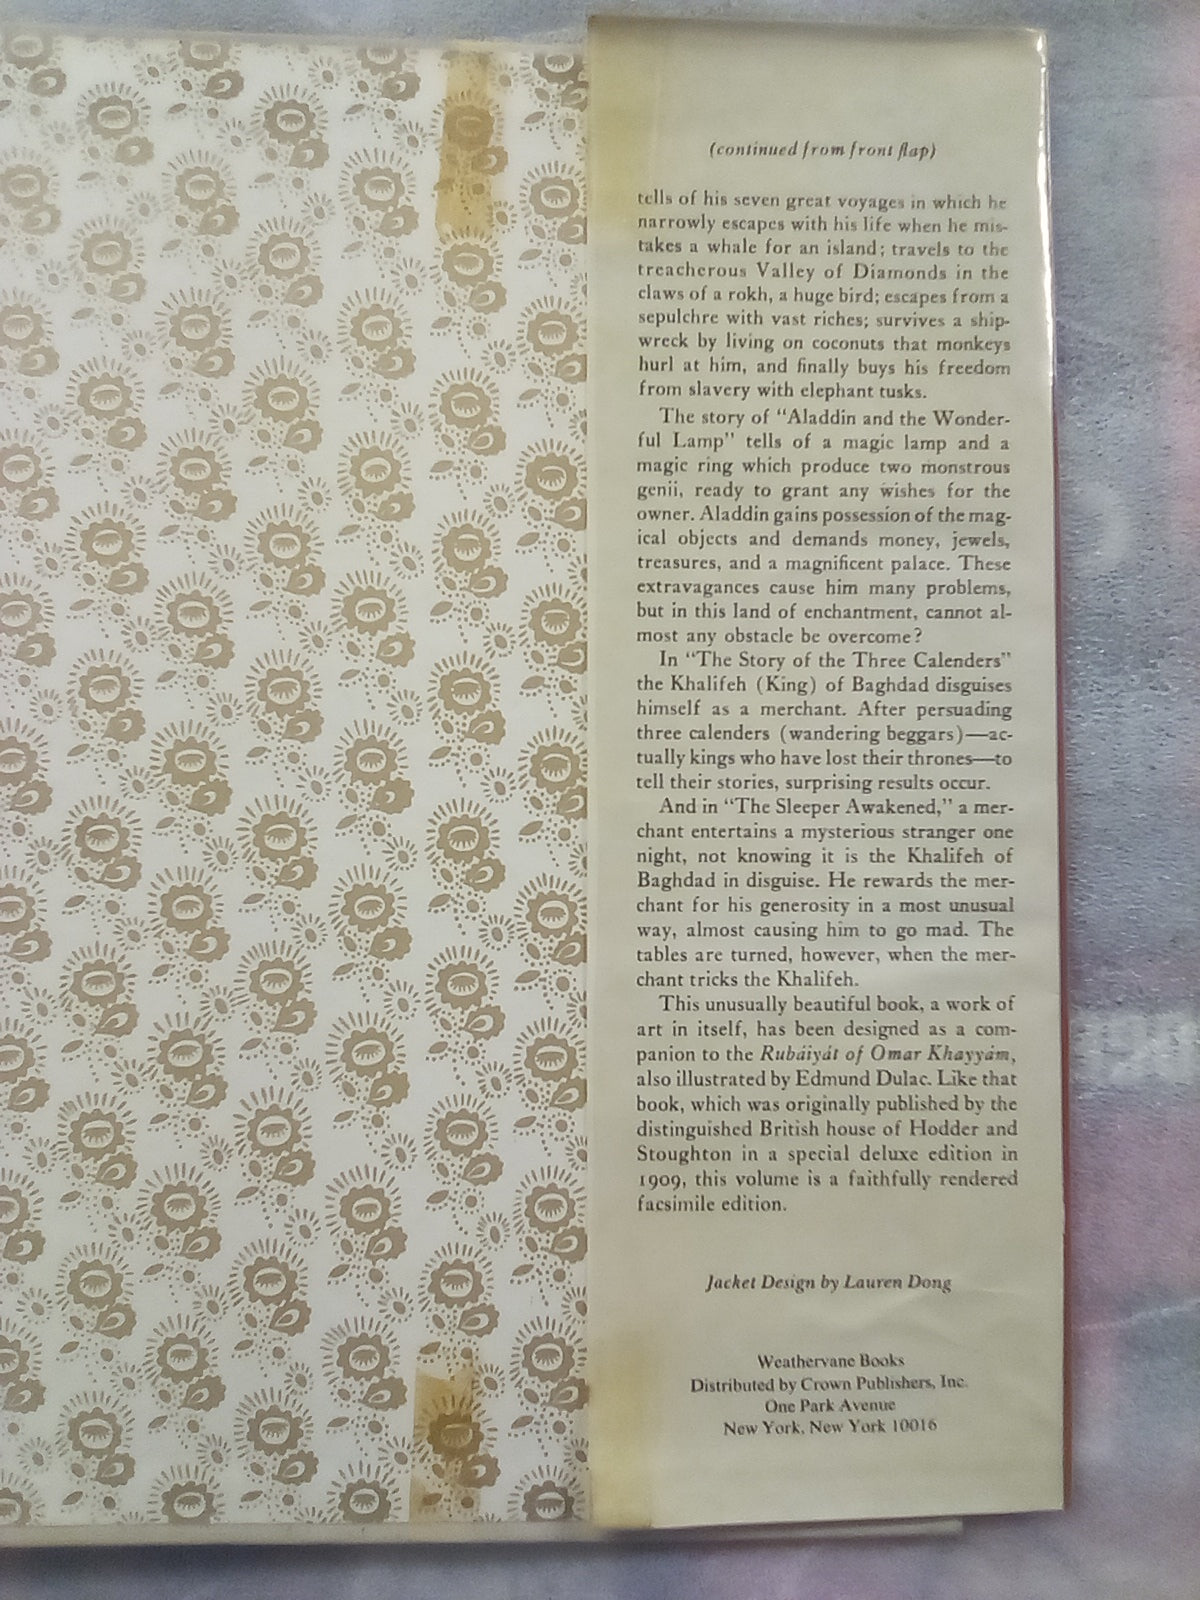 (continued from front flap)
tells of his seven great voyages in which he
narrowly escapes with his life when he mis-
takes a whale for an island; travels to the
treacherous Valley of Diamonds in the
claws of a rokh, a huge bird; escapes from a
sepulchre with vast riches; survives a ship-
wreck by living on coconuts that monkeys
hurl at him, and finally buys his freedom
from slavery with elephant tusks.
The story of “Aladdin and the Wonder-
ful Lamp” tells of a magic lamp and a
magic ring which produce two monstrous
genii, ready to grant any wishes for the
owner. Aladdin gains possession of the mag-
ical objects and demands money, jewels,
treasures, and a magnificent palace. These
extravagances cause him many problems,
but in this land of enchantment, cannot al-
most any obstacle be overcome?
In “The Story of the Three Calenders”
the Khalifeh (King) of Baghdad disguises
himself as a merchant. After persuading
three calenders (wandering beggars)—ac-
tually kings who have lost their thrones—to
tell their stories, surprising results occur.
And in “The Sleeper Awakened,” a mer-
chant entertains a mysterious stranger one
night, not knowing it is the Khalifeh of
Baghdad in disguise. He rewards the mer-
chant for his generosity in a most unusual
way, almost causing him to go mad. The
tables are turned, however, when the mer-
chant tricks the Khalifeh.
This unusually beautiful book, a work of
art in itself, has been designed as a com-
panion to the Rubáiyát of Omar Khayyám,
also illustrated by Edmund Dulac. Like that
book, which was originally published by the
distinguished British house of Hodder and
Stoughton in a special deluxe edition in
1909, this volume is a faithfully rendered
facsimile edition.
Jacket Design by Lauren Dong
Weathervane Books
Distributed by Crown Publishers, Inc.
One Park Avenue
New York, New York 10016